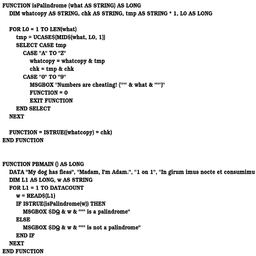 FUNCTION isPalindrome (what AS STRING) AS LONG
DIM whatcopy AS STRING, chk AS STRING, tmp AS STRING * 1, L0 AS LONG
FOR L0 = 1 TO LEN(what)
tmp = UCASE$(MID$(what, L0, 1))
SELECT CASE tmp
CASE "A" TO "Z"
whatcopy = whatcopy & tmp
chk = tmp & chk
CASE "0" TO "9"
MSGBOX "Numbers are cheating! (""" & what & """)"
FUNCTION = 0
EXIT FUNCTION
END SELECT
NEXT
FUNCTION = ISTRUE((whatcopy) = chk)
END FUNCTION
FUNCTION PBMAIN () AS LONG
DATA "My dog has fleas", "Madam, I'm Adam.", "1 on 1", "In girum imus nocte et consumimu
DIM L1 AS LONG, w AS STRING
FOR L1 = 1 TO DATACOUNT
w = READ$(L1)
IF ISTRUE(isPalindrome(w)) THEN
MSGBOX $DQ & w & """ is a palindrome"
ELSE
MSGBOX $DQ & w & """ is not a palindrome"
END IF
NEXT
END FUNCTION